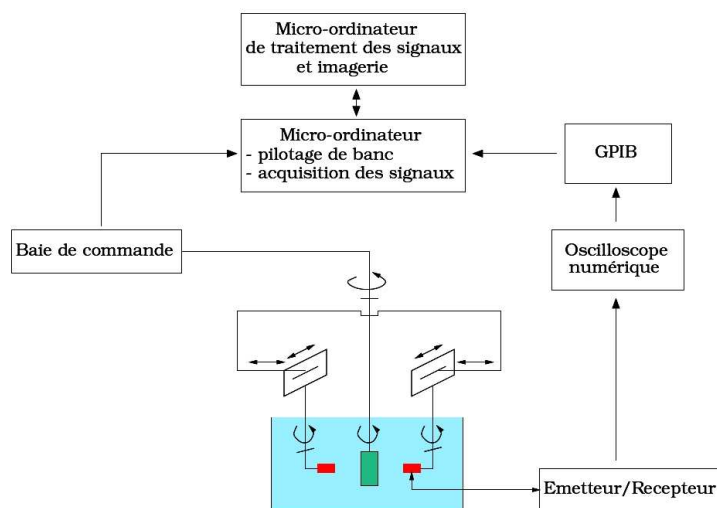 Micro-ordinateur
de traitement des signaux
et imagerie
Micro-ordinateur
- pilotage de banc
- acquisition des signaux
GPIB
Baie de commande
Oscilloscope
numérique
Emetteur/Recepteur